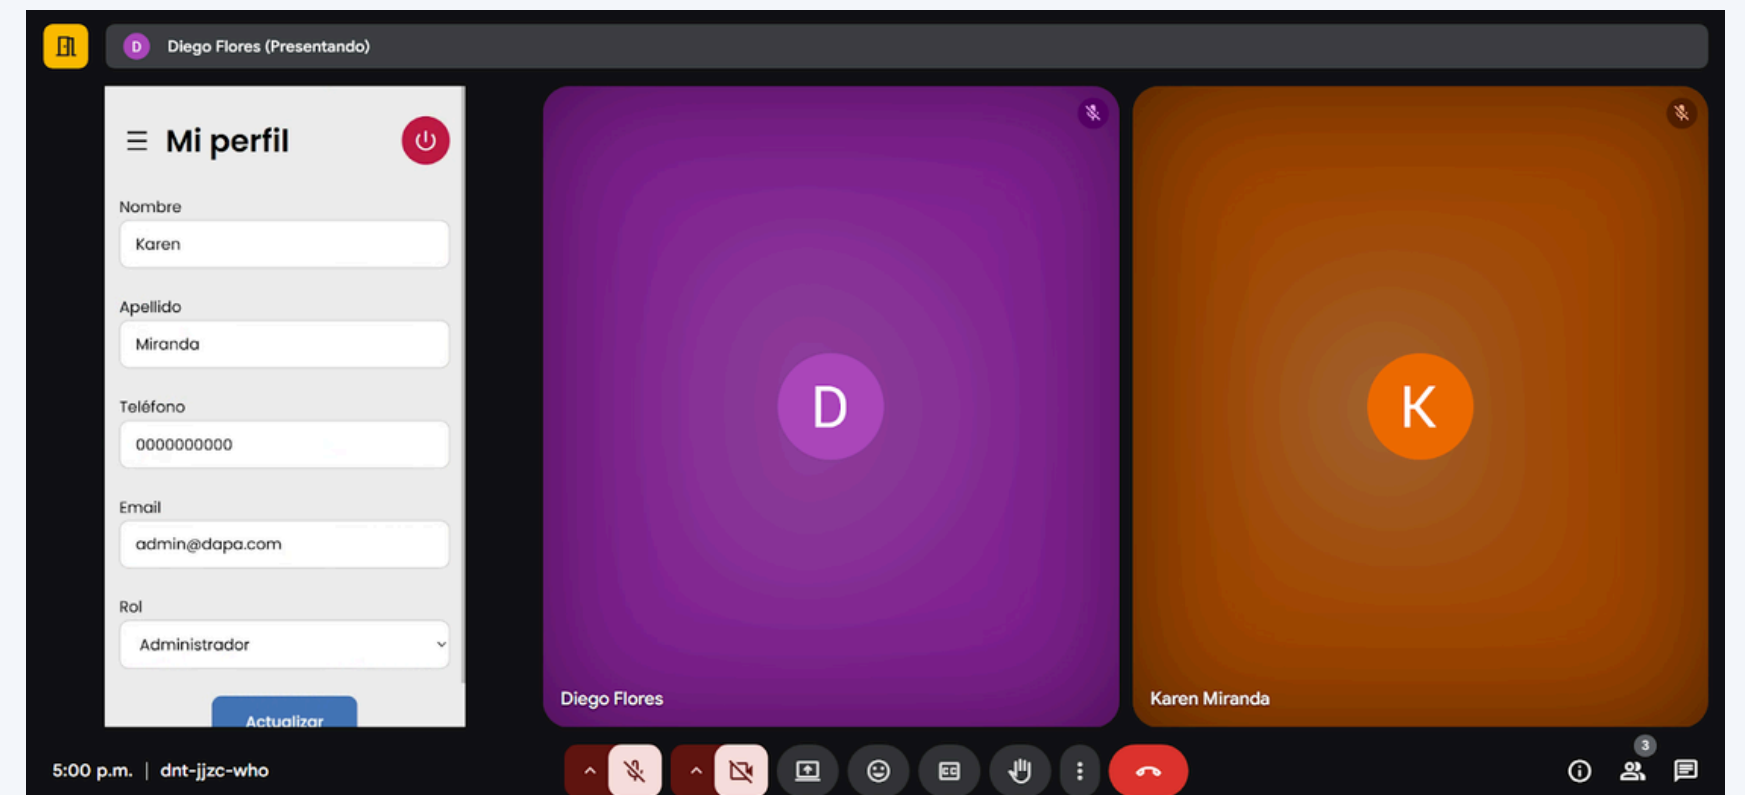 D Diego Flores (Presentando)
Mi perfil
Nombre
Karen
Apellido
Miranda
Teléfono
0000000000
Email
admin@dapa.com
Rol
Administrador
Actualizar
D
Diego Flores
K
Karen Miranda
5:00 p.m. | dnt-jjzc-who
CC
3